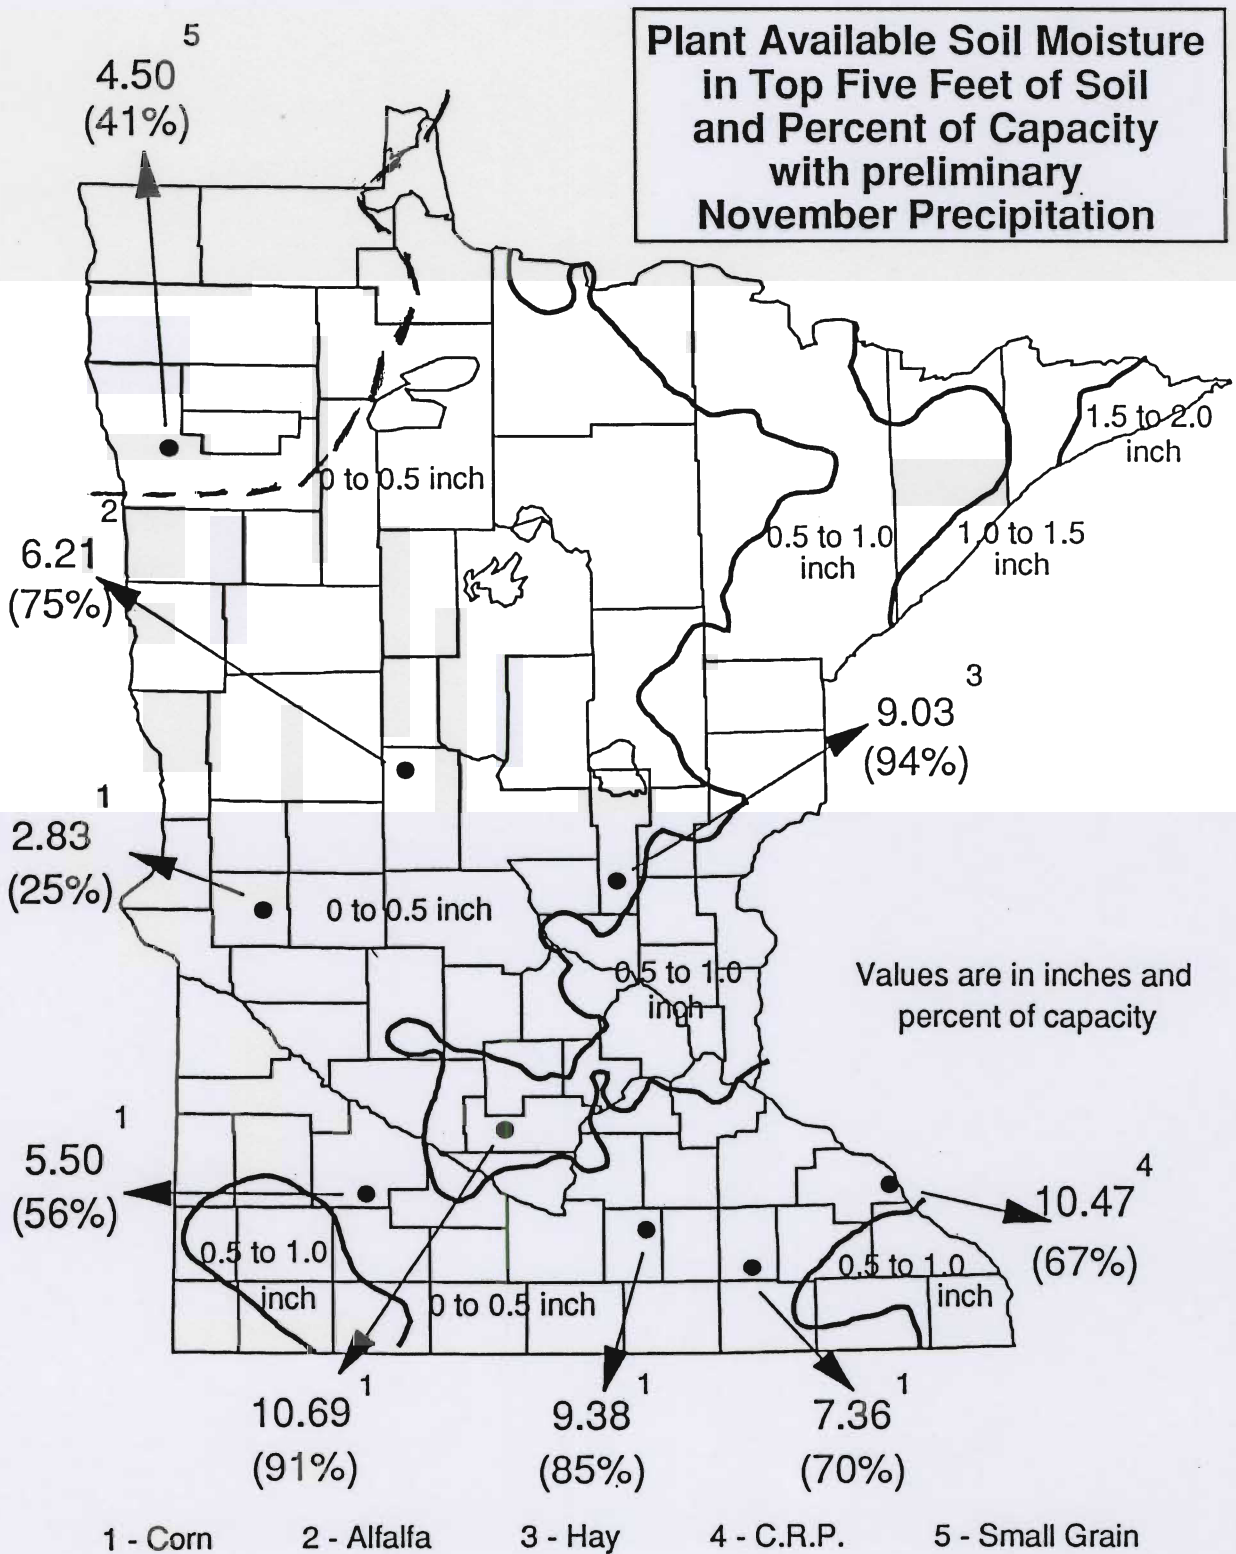 Plant Available Soil Moisture
in Top Five Feet of Soil
and Percent of Capacity
with preliminary
November Precipitation
5
4.50
(41%)
1.5 to 2.0
inch
0 to 0.5 inch
2
6.21
(75%)
0.5 to 1.0
inch
1.0 to 1.5
inch
3
9.03
(94%)
1
2.83
(25%)
0 to 0.5 inch
0.5 to 1.0
inch
Values are in inches and
percent of capacity
1
5.50
(56%)
4
10.47
(67%)
0.5 to 1.0
inch
0 to 0.5 inch
0.5 to 1.0
inch
1
10.69
(91%)
1
9.38
(85%)
1
7.36
(70%)
1 - Corn 2 - Alfalfa 3 - Hay 4 - C.R.P. 5 - Small Grain